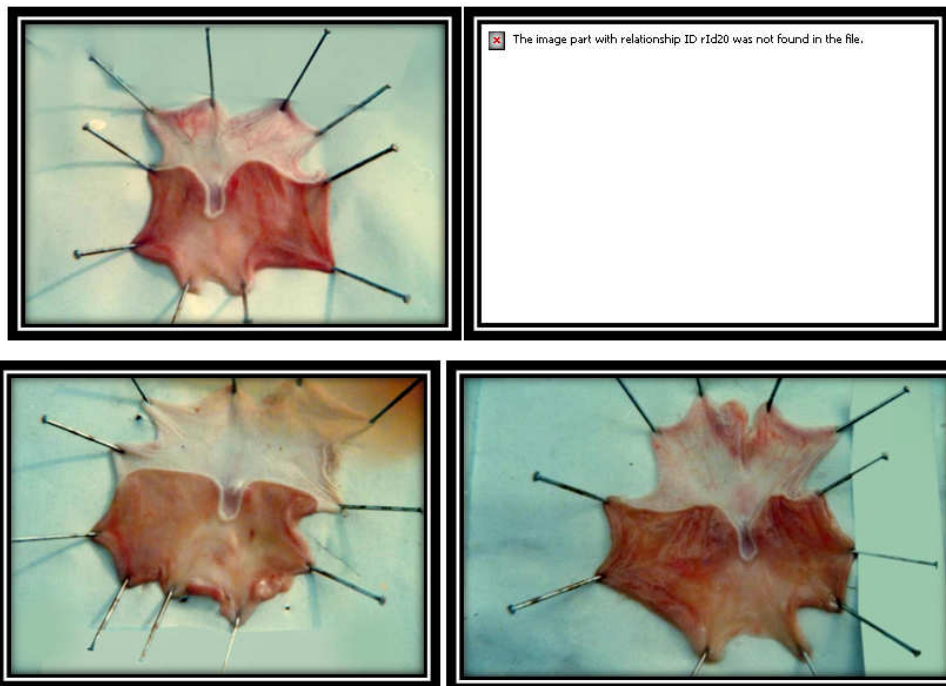 The image part with relationship ID rId20 was not found in the file.